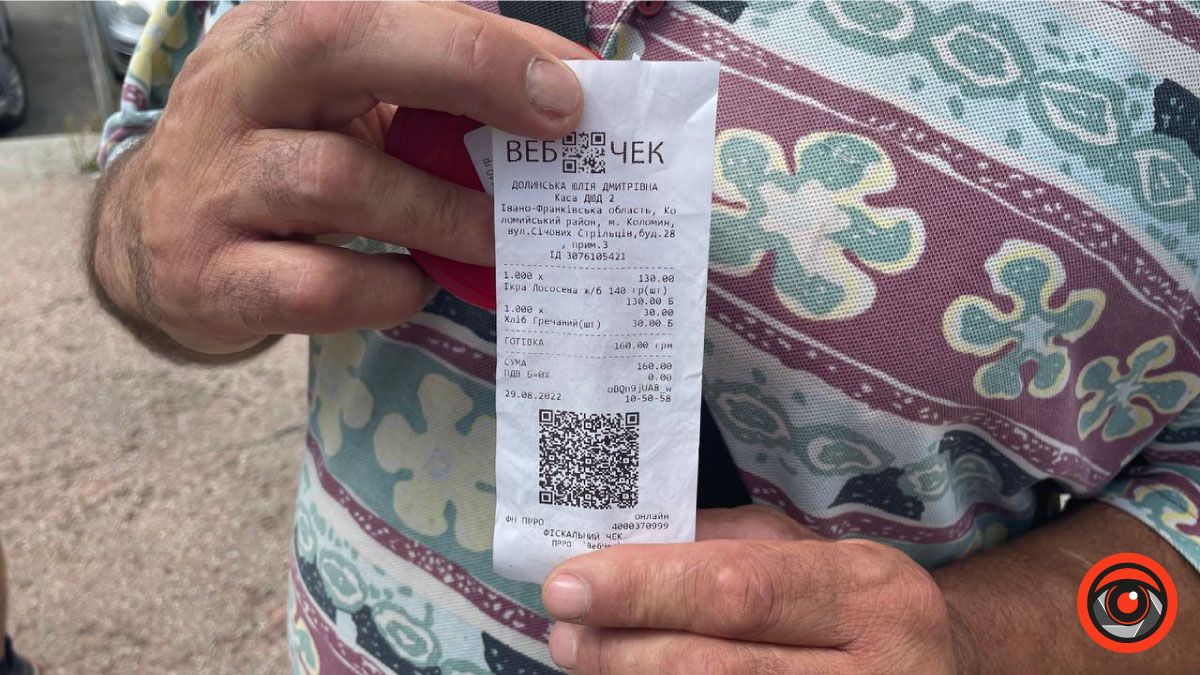 ВЕБ ЧЕК
ДОЛИНСЬКА ЮЛІЯ ДМИТРІВНА
Каса ДЮД 2
Івано-Франківська область, Ко
ломийський район, м. Коломия,
вул.Січових Стрільців,буд.28
, прим.3
ІД 3076105421
1.000 x 130.00
Ікра Лососева ж/б 140 гр(шт)
130.00 Б
1.000 x 30.00
Хліб Гречаний(шт) 30.00 Б
ГОТІВКА 160.00 грн
СУМА 160.00
ПДВ Б=0% 0.00
oBQn9jUA8_w
29.08.2022 10-50-58
онлайн
ФН ПРРО 4000370999
ФІСКАЛЬНИЙ ЧЕК
ПРРО